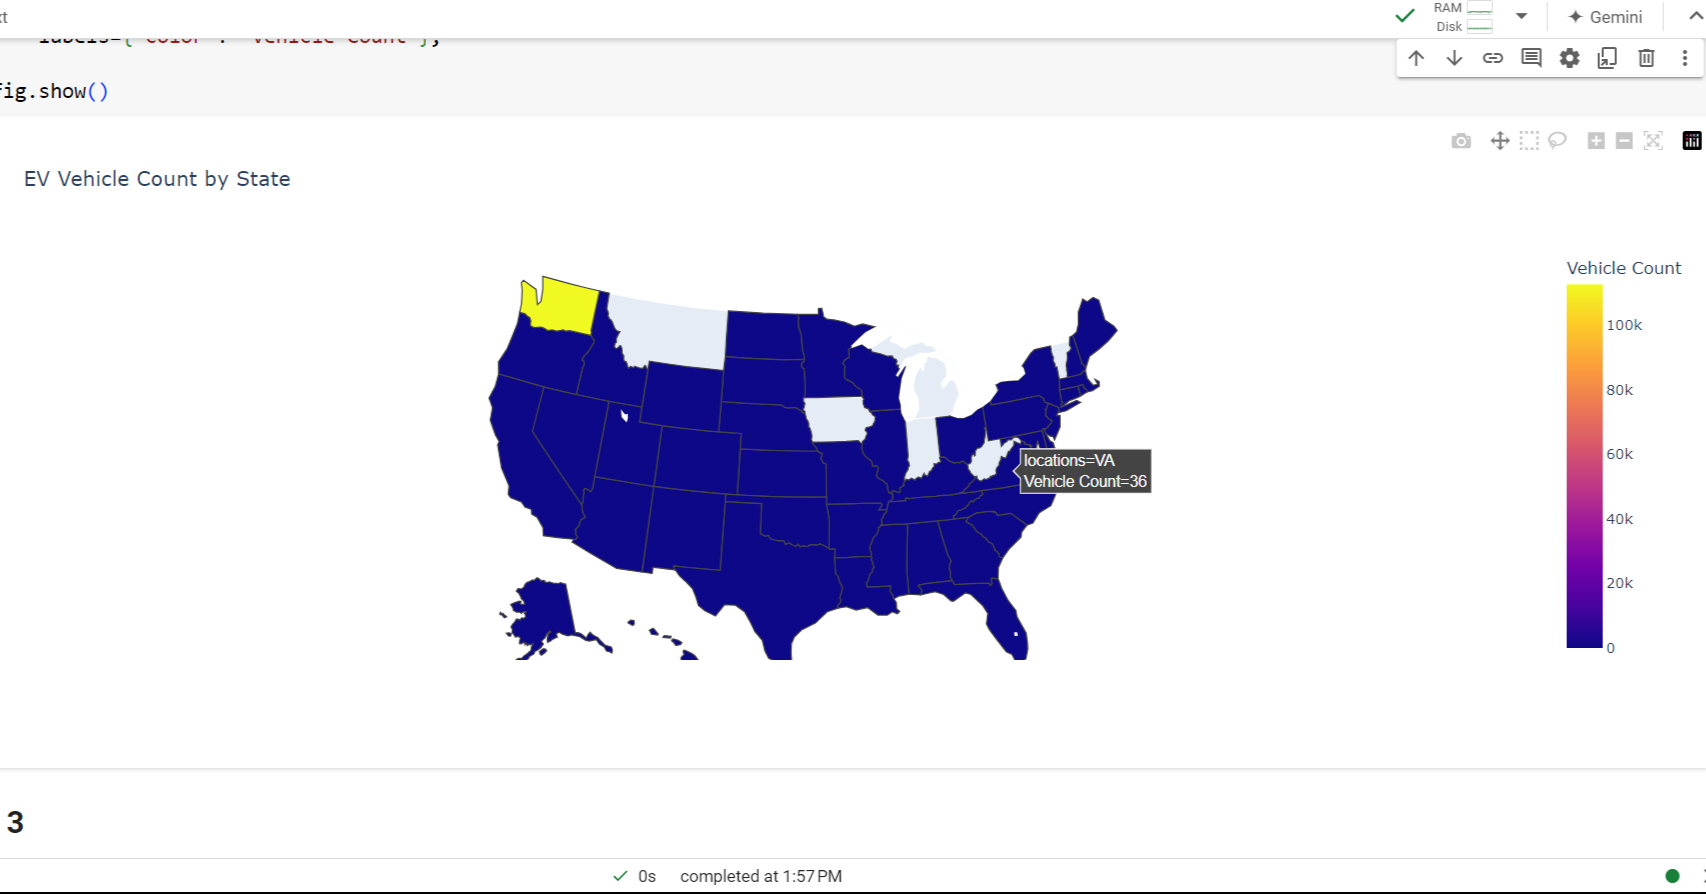 xt
RAM
Disk
Gemini
labels={'color': 'Vehicle Count'},
fig.show()
EV Vehicle Count by State
Vehicle Count
100k
80k
60k
40k
20k
0
locations=VA
Vehicle Count=36
3
0s completed at 1:57 PM